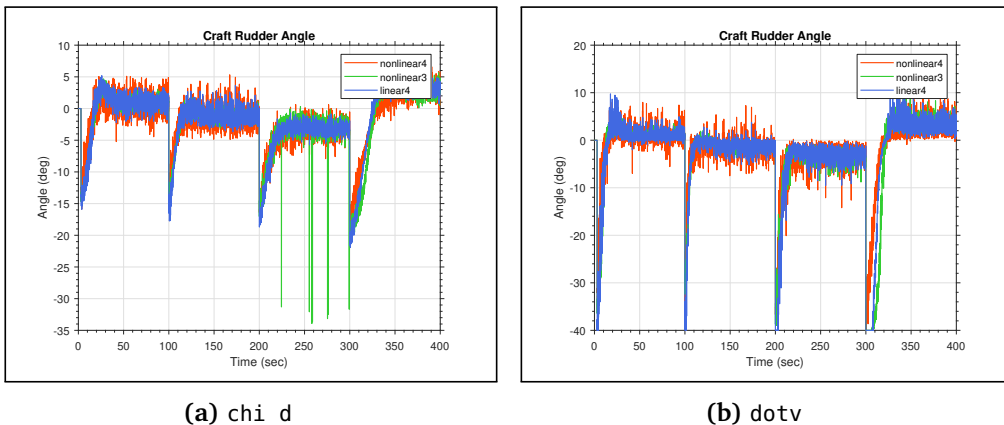 Craft Rudder Angle
nonlinear4
nonlinear3
linear4
Angle (deg)
10
5
0
-5
-10
-15
-20
-25
-30
-35
0 50 100 150 200 250 300 350 400
Time (sec)
(a) chi d
Craft Rudder Angle
nonlinear4
nonlinear3
linear4
Angle (deg)
20
10
0
-10
-20
-30
-40
0 50 100 150 200 250 300 350 400
Time (sec)
(b) dotv